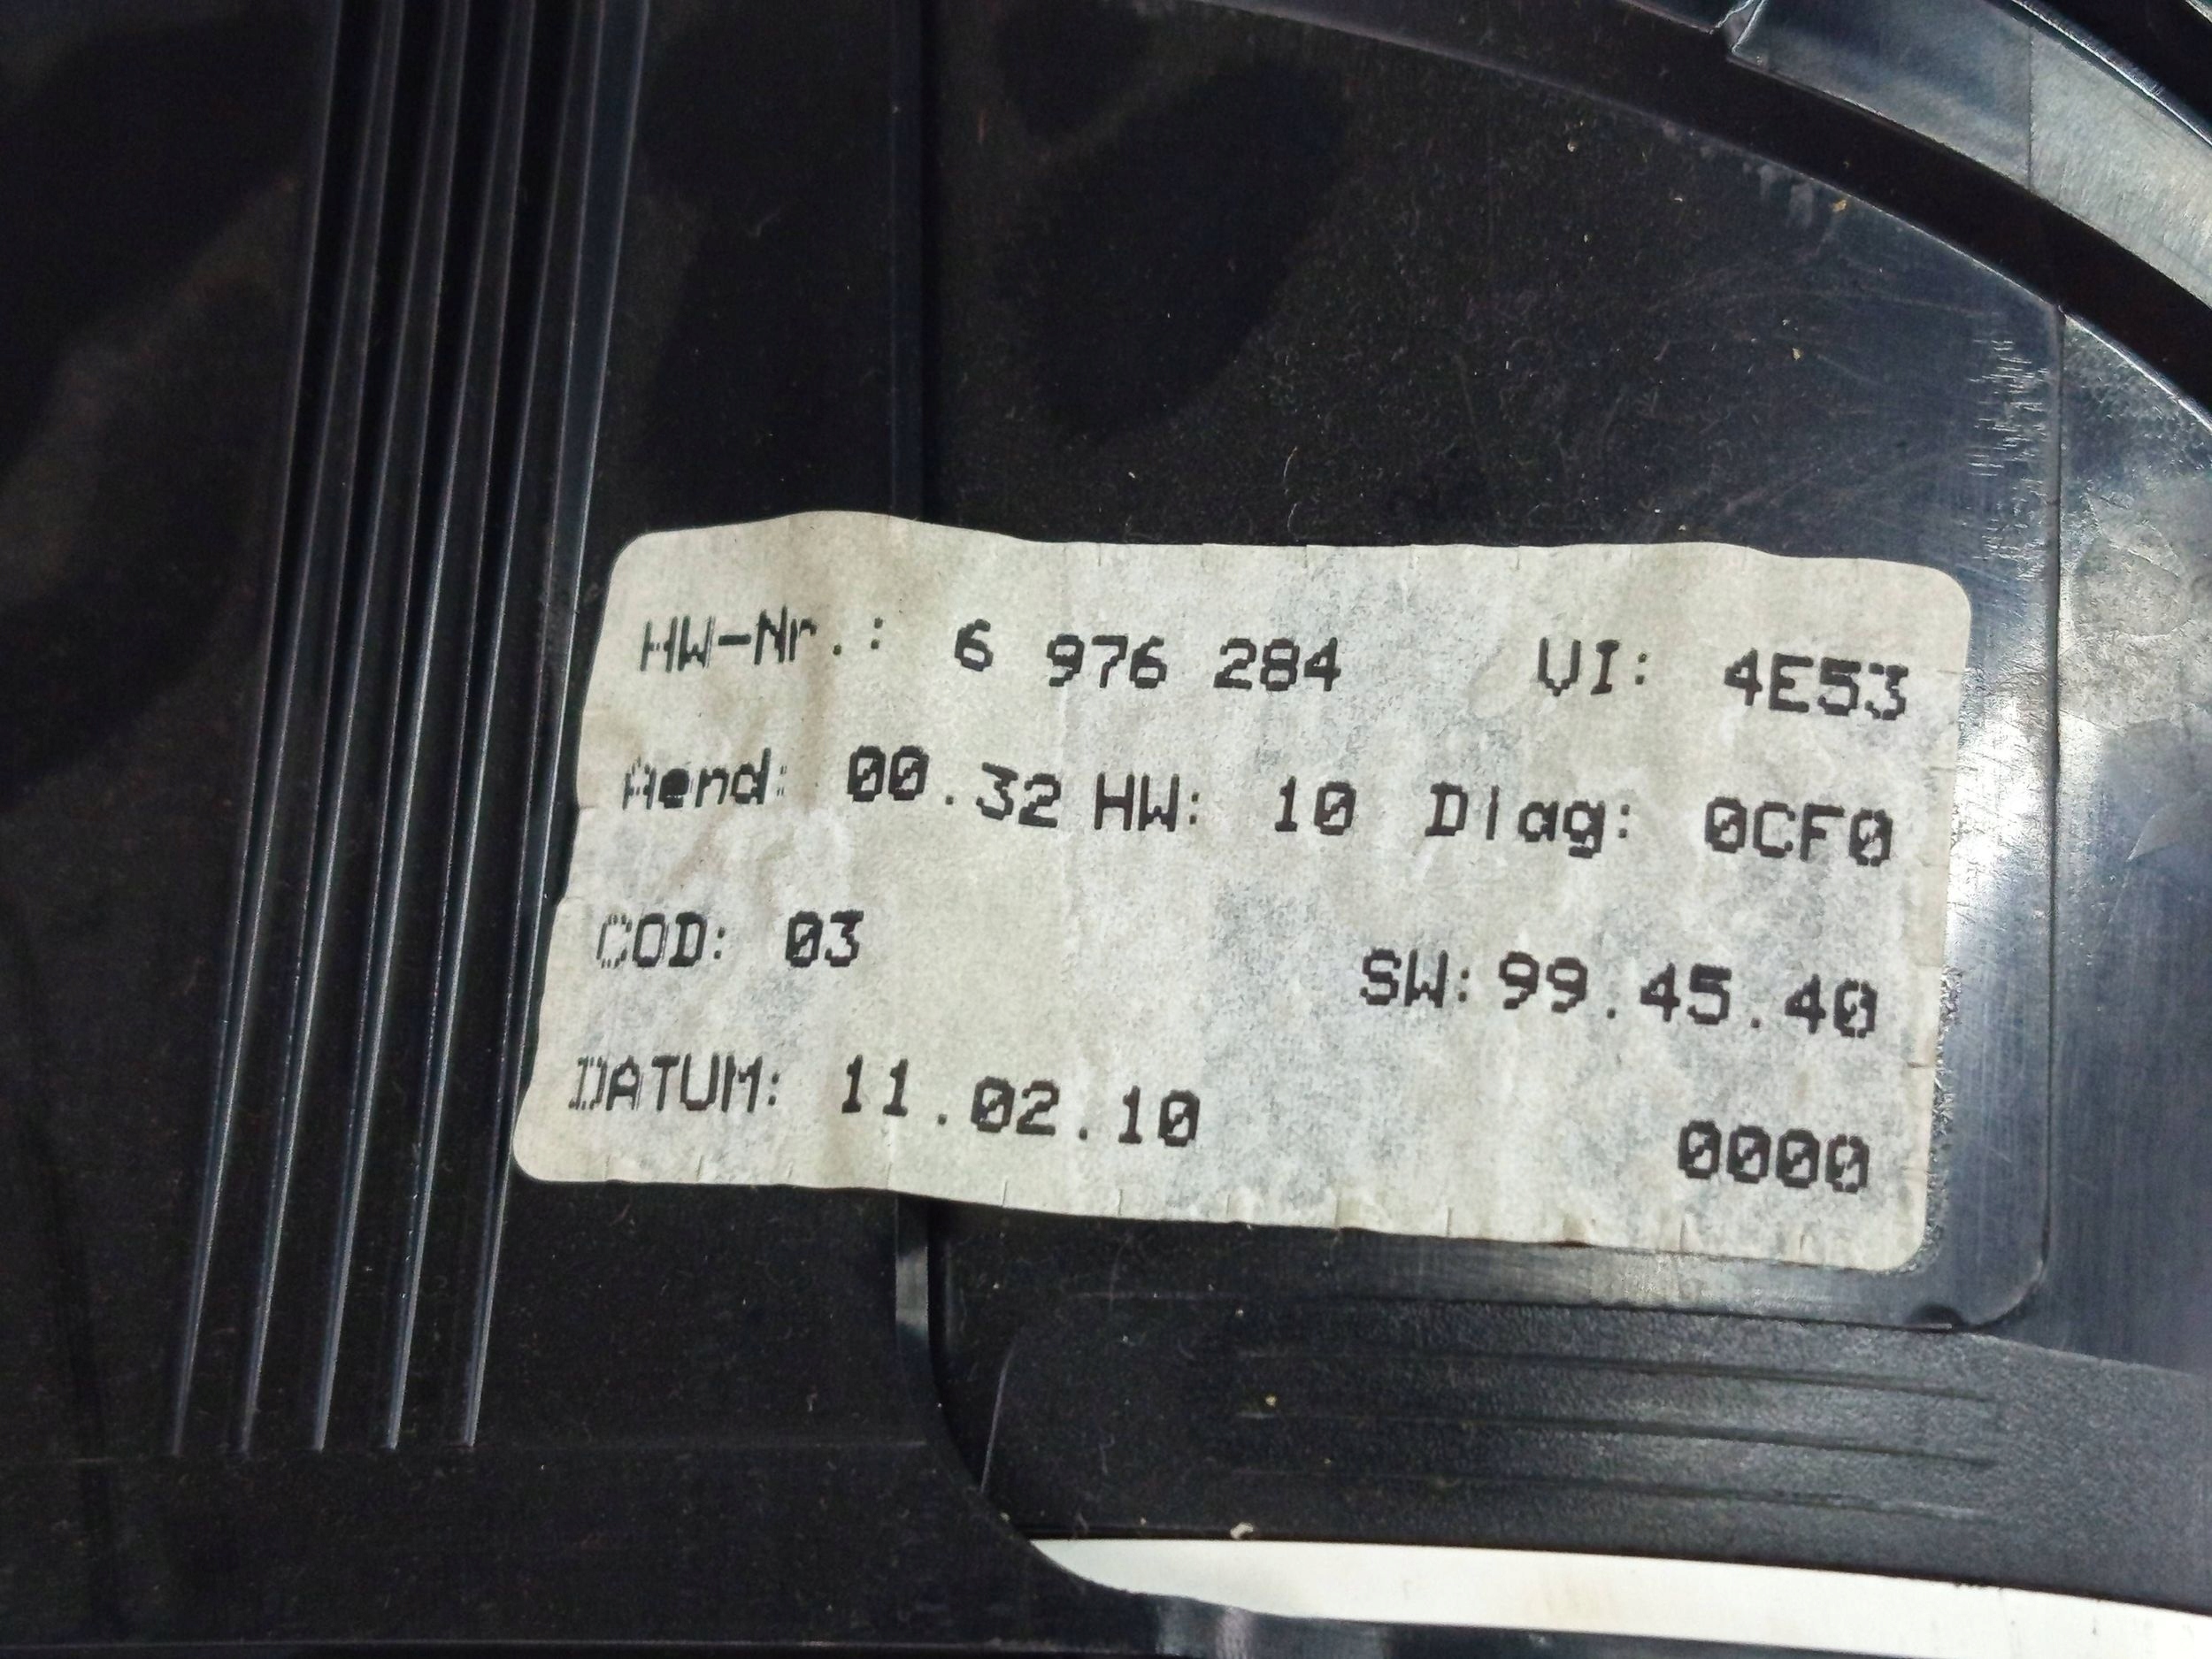 HW-Nr.: 6 976 284 VI: 4E53
Aend: 00.32 HW: 10 Diag: 0CF0
COD: 03 SW: 99.45.40
DATUM: 11.02.10 0000